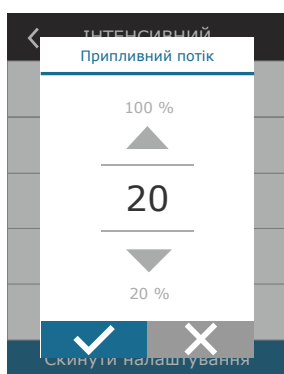 ІНТЕНСИВНИЙ
Припливний потік
100 %
20
20 %
Скинути налаштування